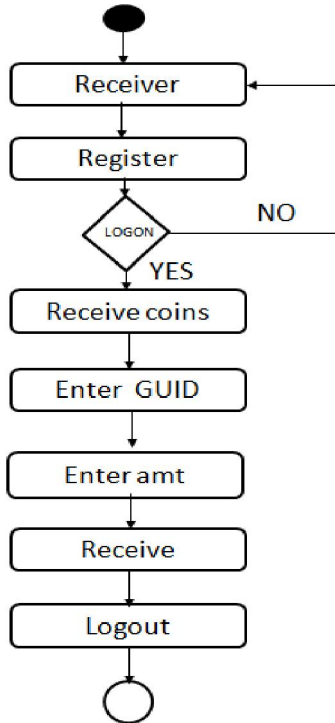 Receiver
Register
LOGON
NO
YES
Receive coins
Enter GUID
Enter amt
Receive
Logout